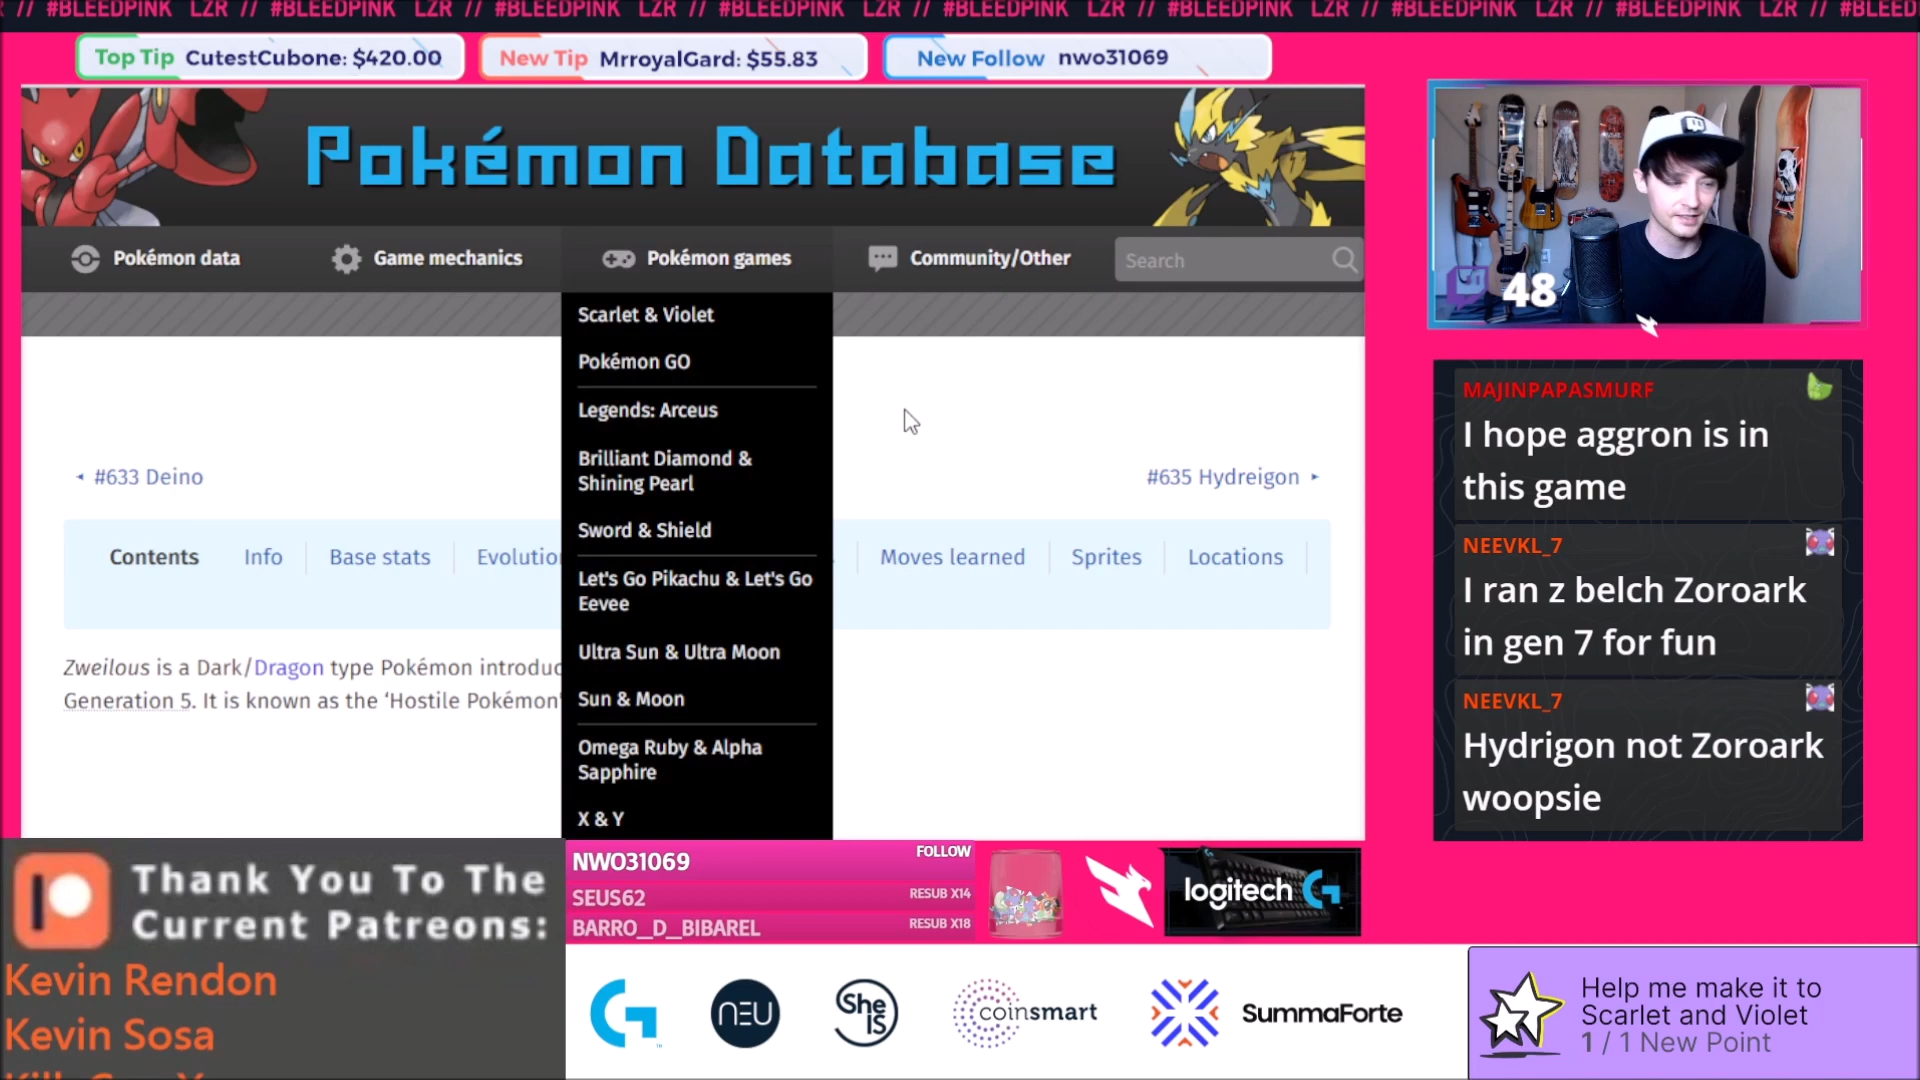 // #BLEEDPINK LZR // #BLEEDPINK LZR // #BLEEDPINK LZR // #BLEEDPINK LZR // #BLEEDPINK LZR // #BLEEDPINK LZR // #BLEEDPINK LZR // #BLEEDPINK LZR // #BLEED
Top Tip CutestCubone: $420.00
New Tip MrroyalGard: $55.83
New Follow nwo31069
Pokémon Database
Pokémon data
Game mechanics
Pokémon games
Community/Other
Search
Scarlet & Violet
Pokémon GO
Legends: Arceus
Brilliant Diamond &
Shining Pearl
Sword & Shield
Let's Go Pikachu & Let's Go
Eevee
Ultra Sun & Ultra Moon
Sun & Moon
Omega Ruby & Alpha
Sapphire
X & Y
#633 Deino
#635 Hydreigon
Contents Info Base stats Evolutio Moves learned Sprites Locations
Zweilous is a Dark/Dragon type Pokémon introduc
Generation 5. It is known as the ‘Hostile Pokémon’
48
MAJINPAPASMURF
I hope aggron is in
this game
NEEVKL_7
I ran z belch Zoroark
in gen 7 for fun
NEEVKL_7
Hydrigon not Zoroark
woopsie
Thank You To The
Current Patreons:
Kevin Rendon
Kevin Sosa
NWO31069 FOLLOW
SEUS62 RESUB X14
BARRO__D__BIBAREL RESUB X18
logitech G
G
NEU
She
IS
coinsmart
SummaForte
Help me make it to
Scarlet and Violet
1 / 1 New Point